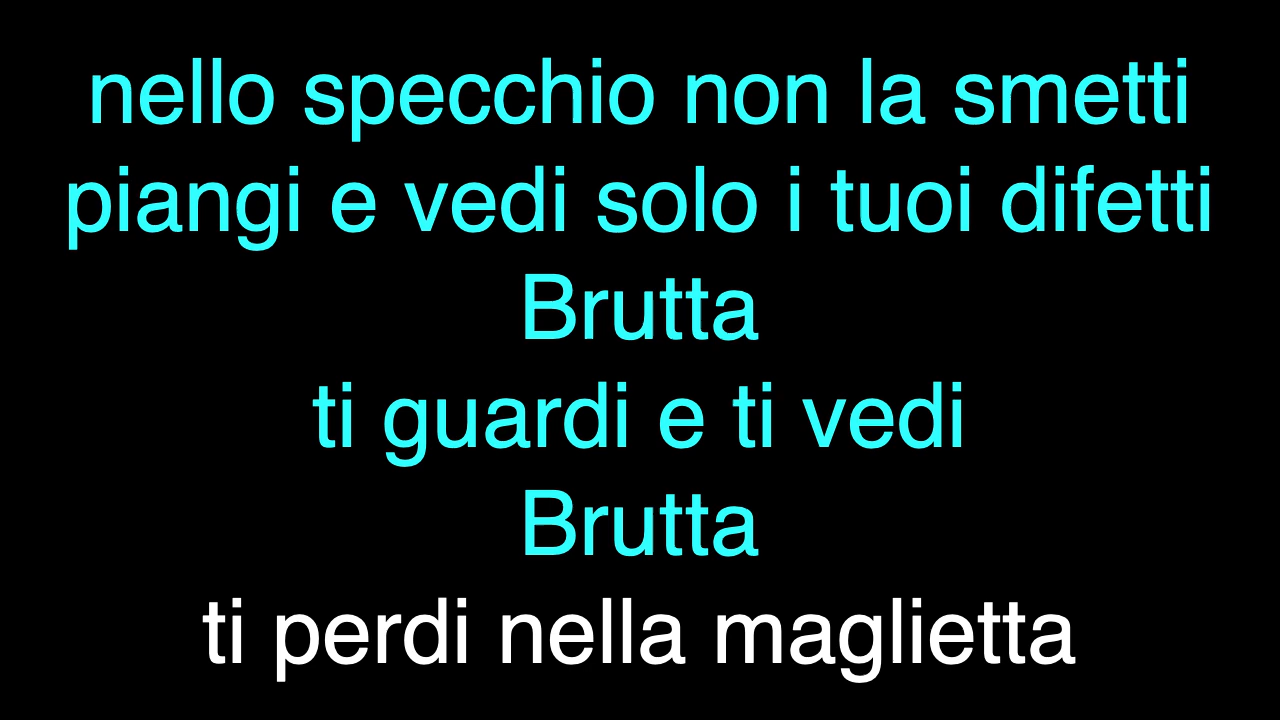 nello specchio non la smetti
piangi e vedi solo i tuoi difetti
Brutta
ti guardi e ti vedi
Brutta
ti perdi nella maglietta